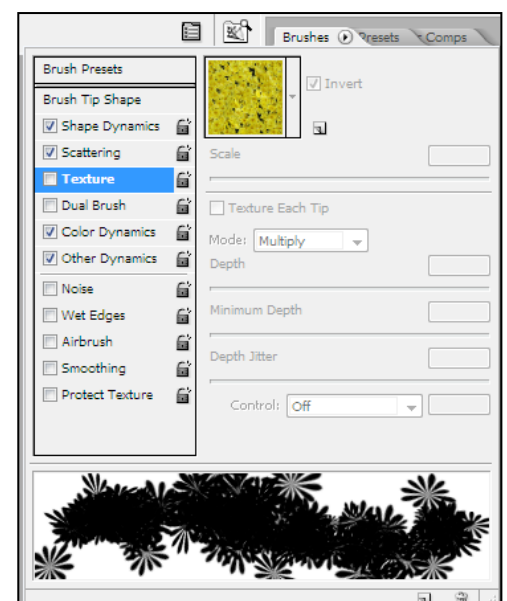 Brushes Presets Comps
Brush Presets
Brush Tip Shape
Shape Dynamics
Scattering
Texture
Dual Brush
Color Dynamics
Other Dynamics
Noise
Wet Edges
Airbrush
Smoothing
Protect Texture
Invert
Scale
Texture Each Tip
Mode: Multiply
Depth
Minimum Depth
Depth Jitter
Control: Off